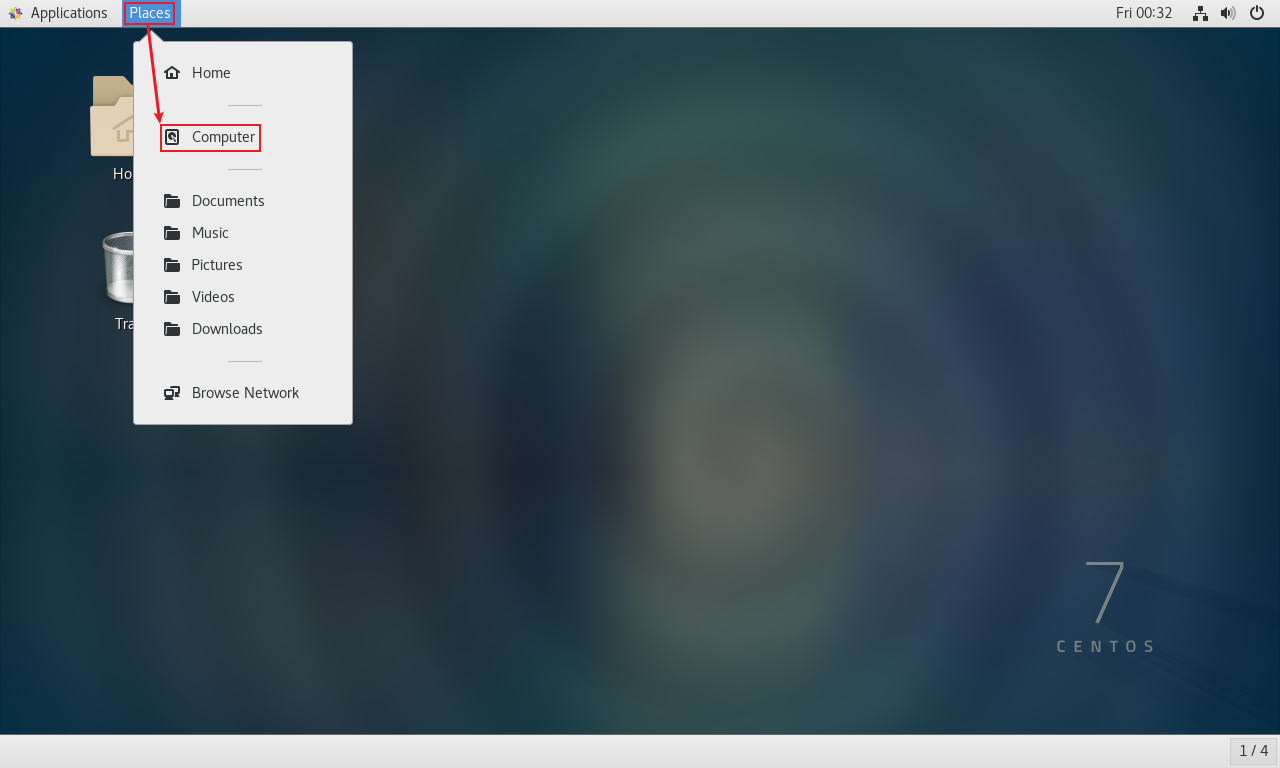 Applications Places Fri 00:32
Home
Computer
Ho
Documents
Music
Pictures
Videos
Tra
Downloads
Browse Network
7
CENTOS
1 / 4